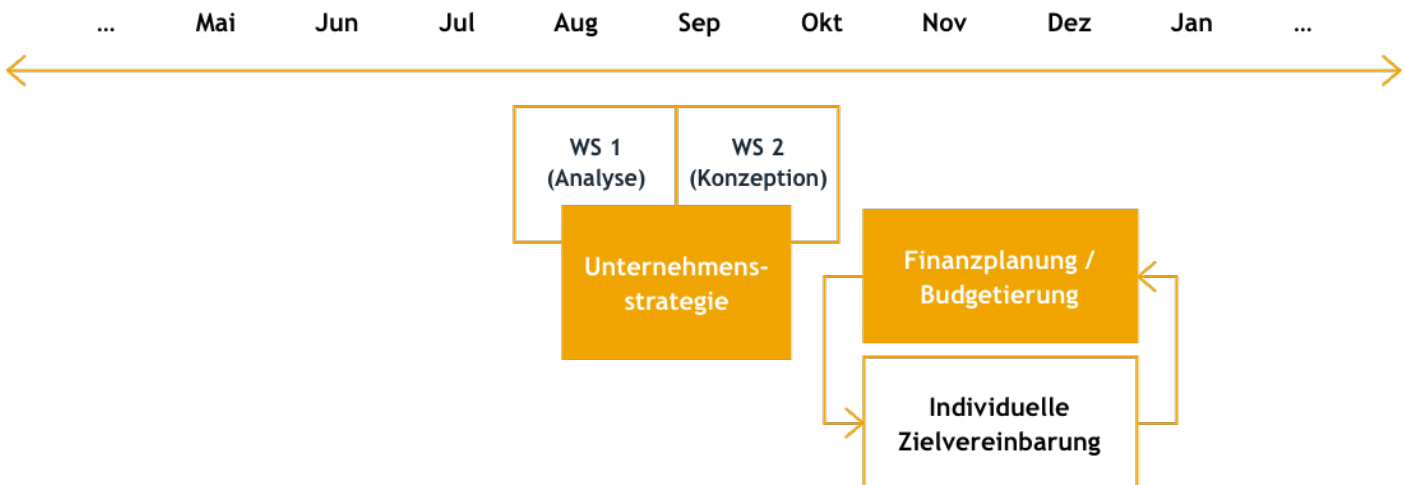 ... Mai Jun Jul Aug Sep Okt Nov Dez Jan ...
WS 1
(Analyse)
WS 2
(Konzeption)
Unternehmens-
strategie
Finanzplanung /
Budgetierung
Individuelle
Zielvereinbarung